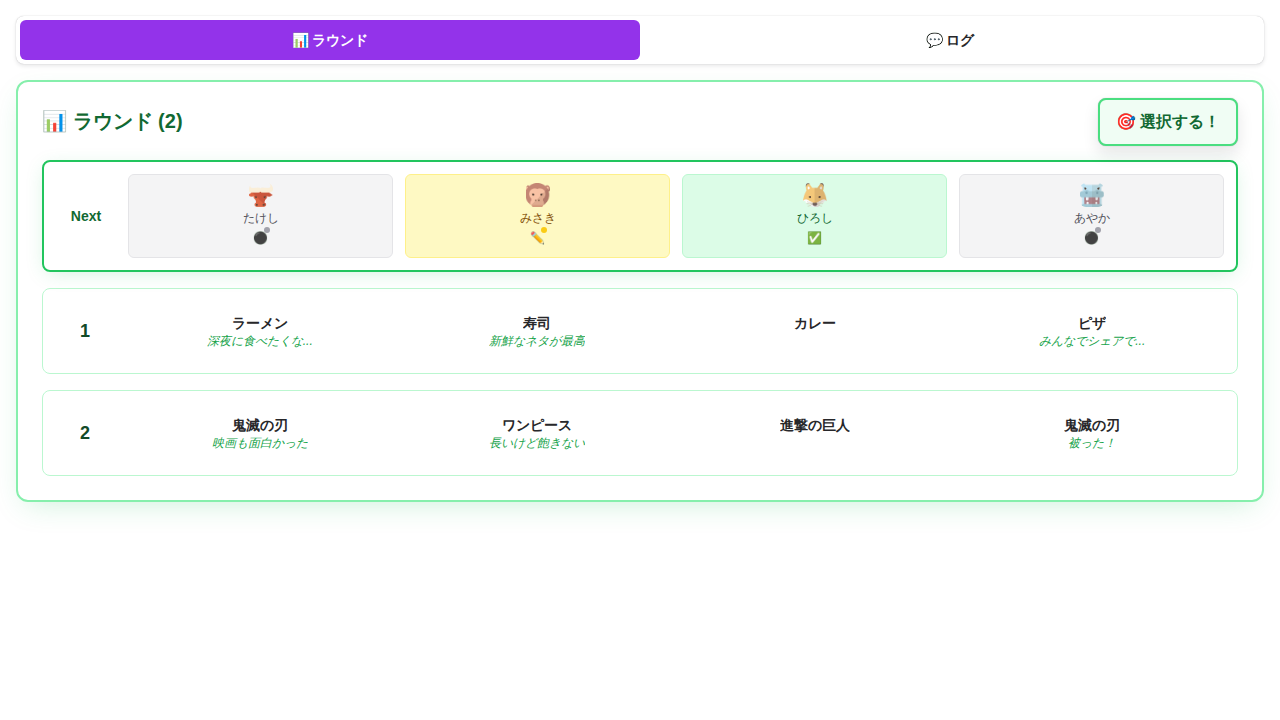 📊 ラウンド
💬 ログ
📊 ラウンド (2)
🎯 選択する！
Next
たけし
みさき
ひろし
あやか
1
ラーメン
深夜に食べたくな...
寿司
新鮮なネタが最高
カレー
ピザ
みんなでシェアで...
2
鬼滅の刃
映画も面白かった
ワンピース
長いけど飽きない
進撃の巨人
鬼滅の刃
被った！